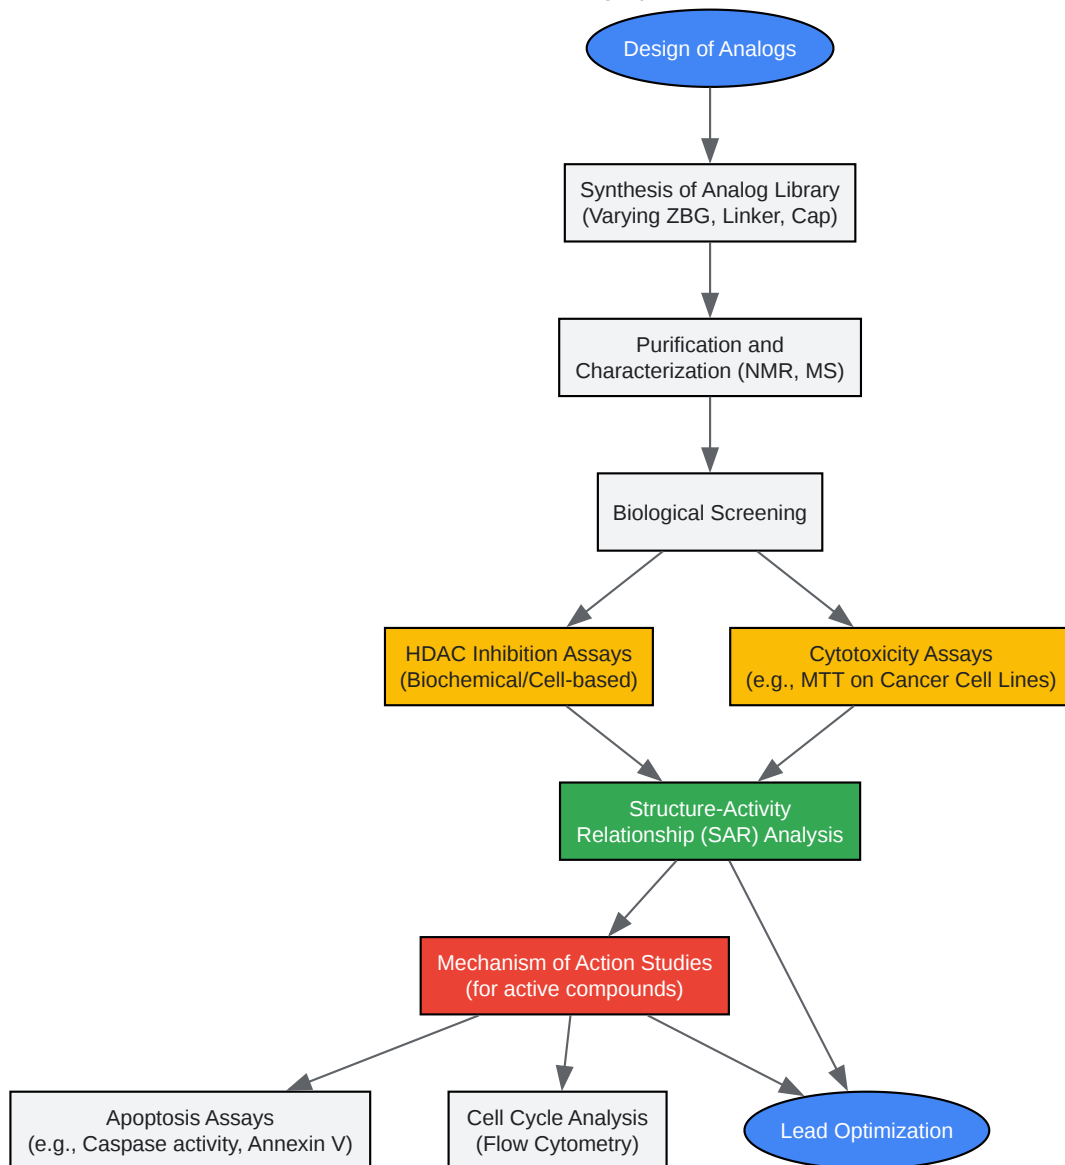 Design of Analogs
Synthesis of Analog Library
(Varying ZBG, Linker, Cap)
Purification and
Characterization (NMR, MS)
Biological Screening
HDAC Inhibition Assays
(Biochemical/Cell-based)
Cytotoxicity Assays
(e.g., MTT on Cancer Cell Lines)
Structure-Activity
Relationship (SAR) Analysis
Mechanism of Action Studies
(for active compounds)
Apoptosis Assays
(e.g., Caspase activity, Annexin V)
Cell Cycle Analysis
(Flow Cytometry)
Lead Optimization